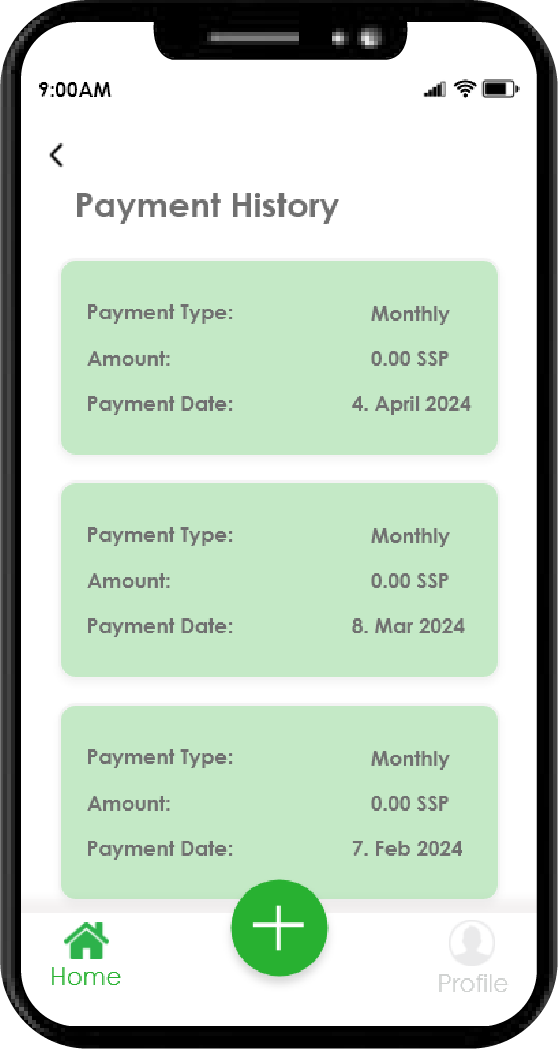 9:00AM
Payment History
Payment Type: Monthly
Amount: 0.00 SSP
Payment Date: 4. April 2024
Payment Type: Monthly
Amount: 0.00 SSP
Payment Date: 8. Mar 2024
Payment Type: Monthly
Amount: 0.00 SSP
Payment Date: 7. Feb 2024
Home Profile